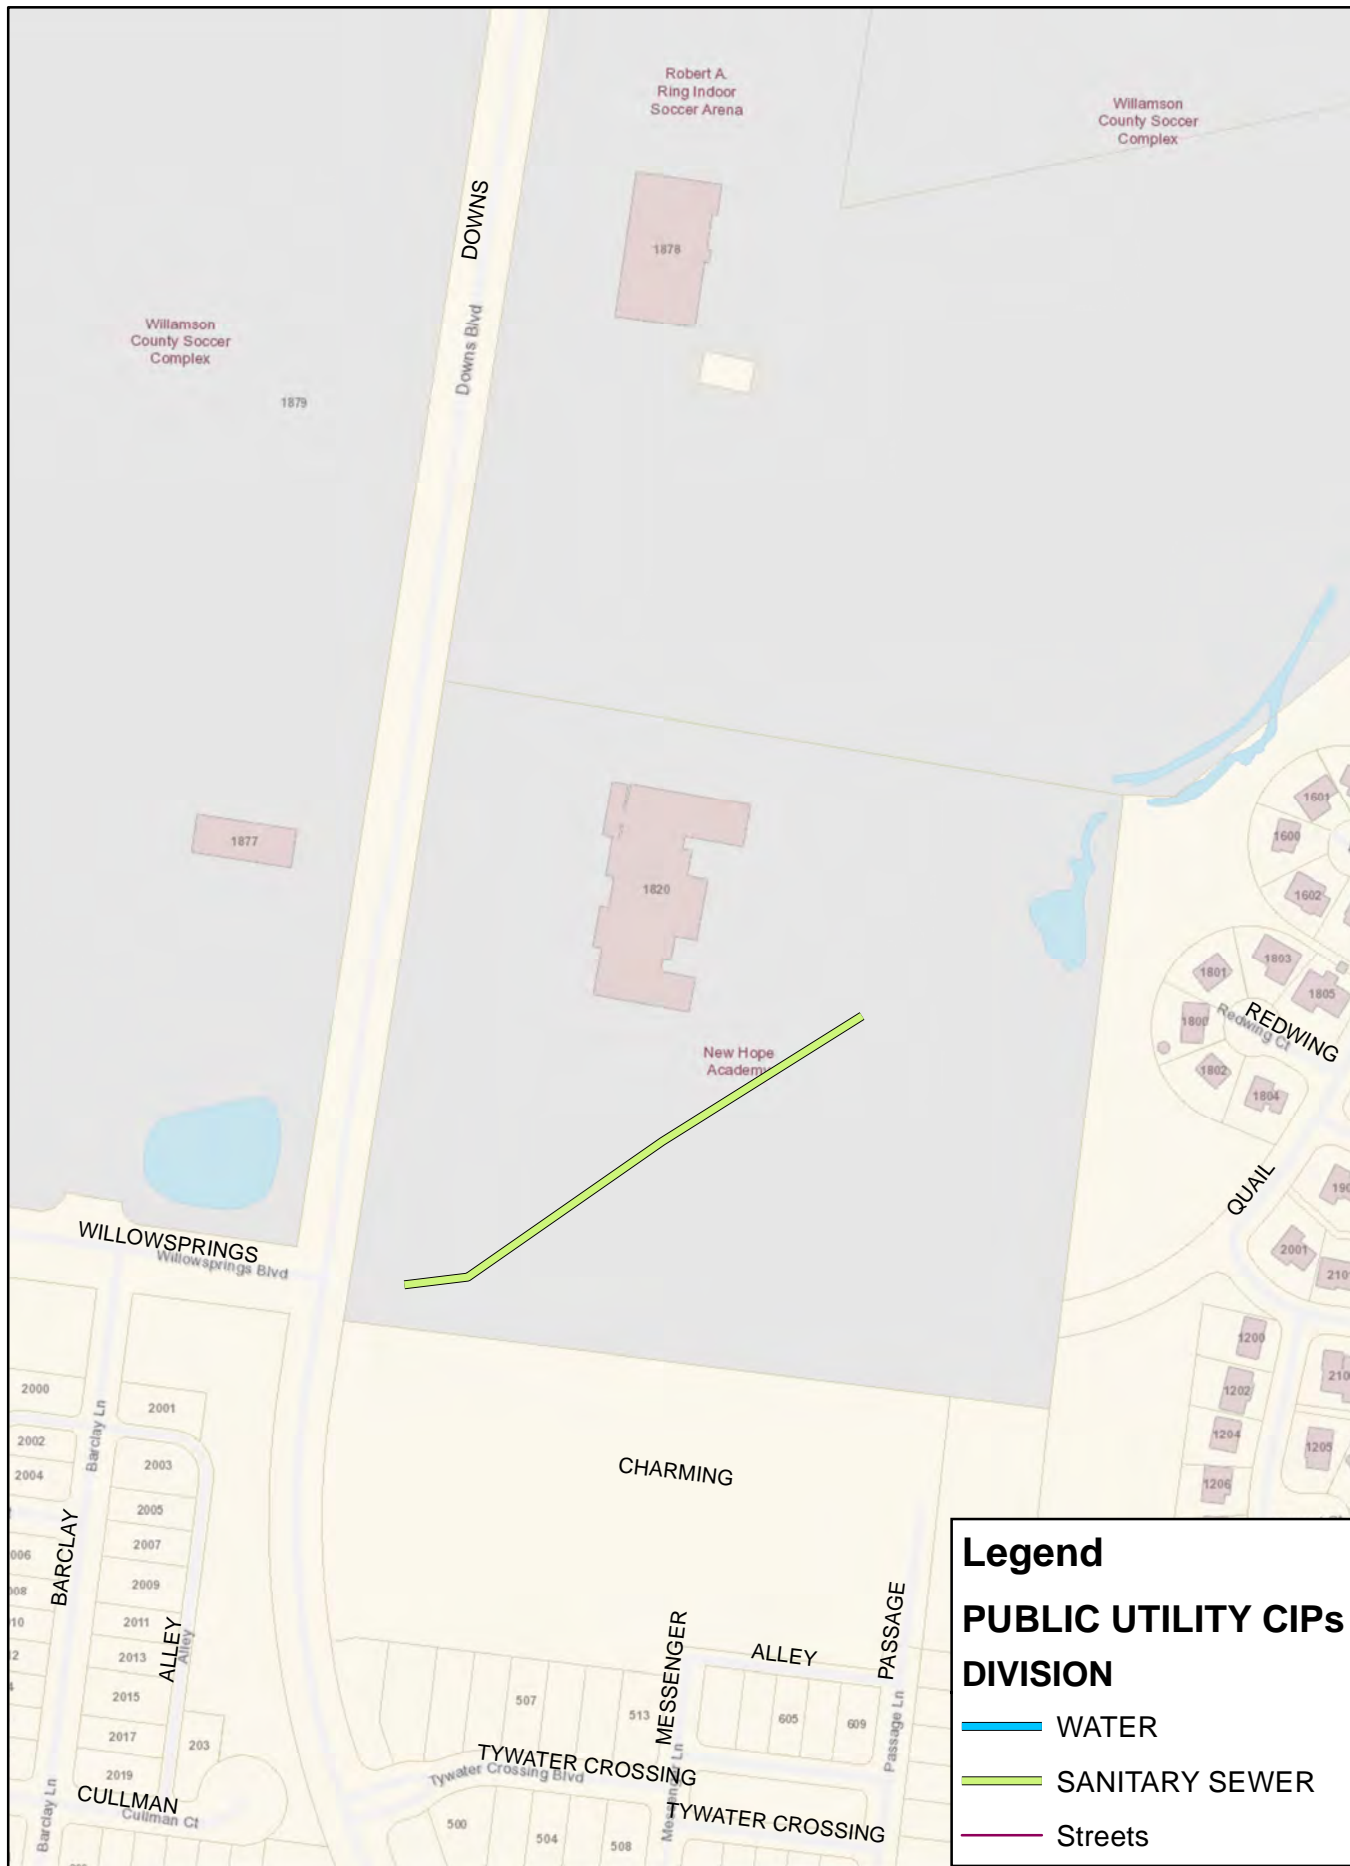 Robert A.
Ring Indoor
Soccer Arena
Willamson
County Soccer
Complex
DOWNS
1878
Downs Blvd
Willamson
County Soccer
Complex
1879
1877
1820
1601
1600
1602
1803
1801
1805
1800
REDWING
Redwing Ct
1802
1804
New Hope
Academy
QUAIL
WILLOWSPRINGS
Willowsprings Blvd
2001
1200
1202
1204
1205
1206
2000
2001
2002
2003
2004
Barclay Ln
2005
2007
2009
2011
2013
2015
2017
2019
203
BARCLAY
ALLEY
Alley
CHARMING
MESSENGER
ALLEY
PASSAGE
507
513
605
609
Passage Ln
TYWATER CROSSING
Tywater Crossing Blvd
Messenger Ln
TYWATER CROSSING
500
504
508
CULLMAN
Cullman Ct
Barclay Ln
Legend
PUBLIC UTILITY CIPs
DIVISION
WATER
SANITARY SEWER
Streets